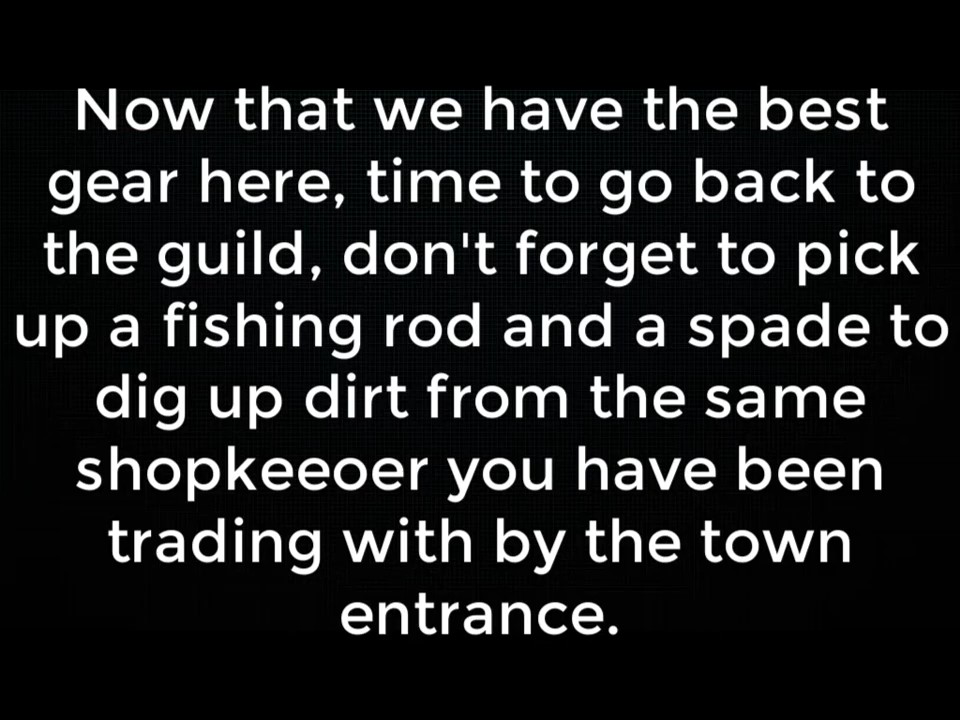 Now that we have the best
gear here, time to go back to
the guild, don't forget to pick
up a fishing rod and a spade to
dig up dirt from the same
shopkeeoer you have been
trading with by the town
entrance.